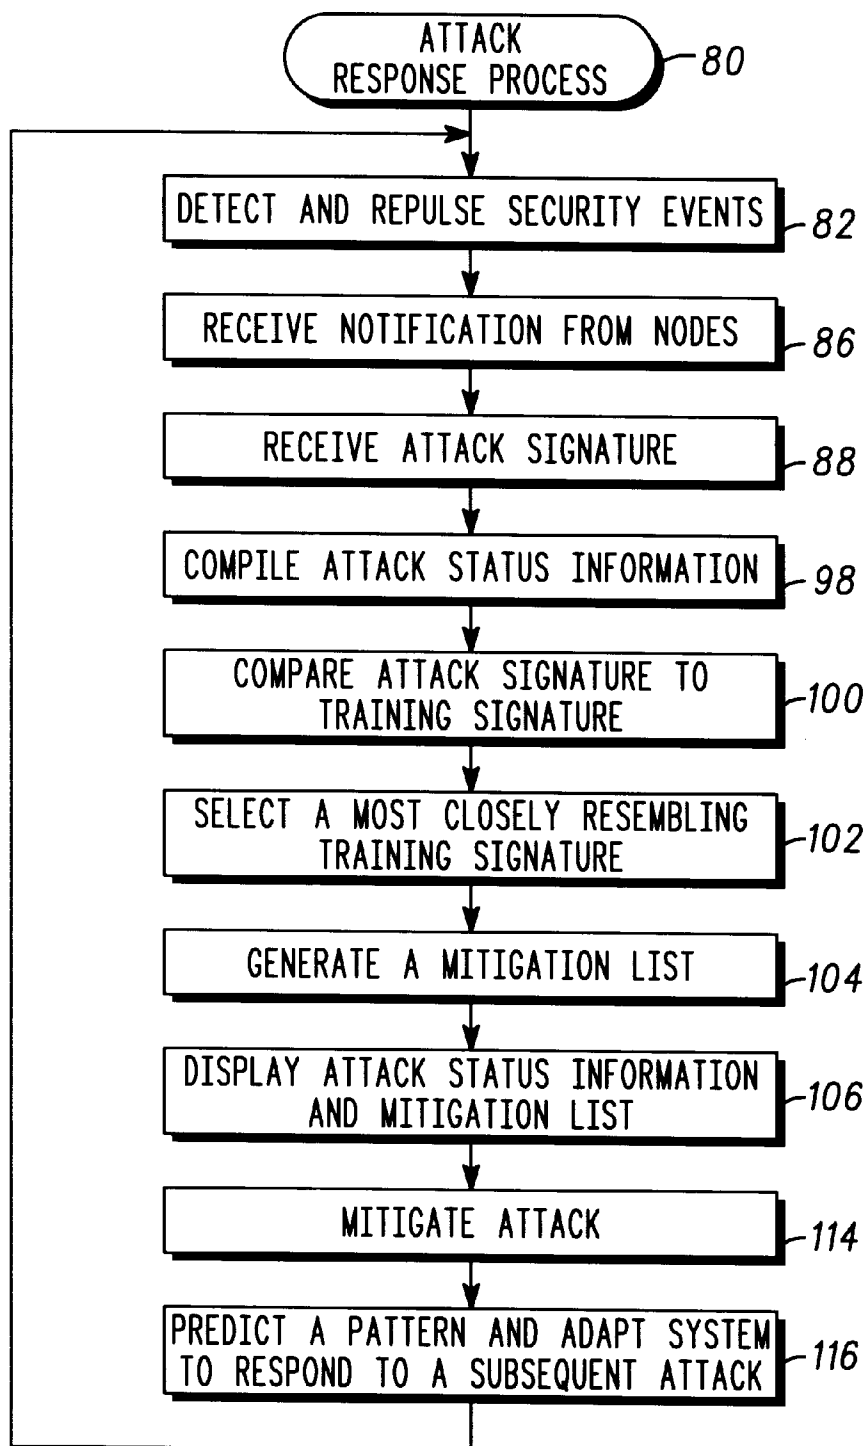 ATTACK
RESPONSE PROCESS
80
DETECT AND REPULSE SECURITY EVENTS
82
RECEIVE NOTIFICATION FROM NODES
86
RECEIVE ATTACK SIGNATURE
88
COMPILE ATTACK STATUS INFORMATION
98
COMPARE ATTACK SIGNATURE TO
TRAINING SIGNATURE
100
SELECT A MOST CLOSELY RESEMBLING
TRAINING SIGNATURE
102
GENERATE A MITIGATION LIST
104
DISPLAY ATTACK STATUS INFORMATION
AND MITIGATION LIST
106
MITIGATE ATTACK
114
PREDICT A PATTERN AND ADAPT SYSTEM
TO RESPOND TO A SUBSEQUENT ATTACK
116